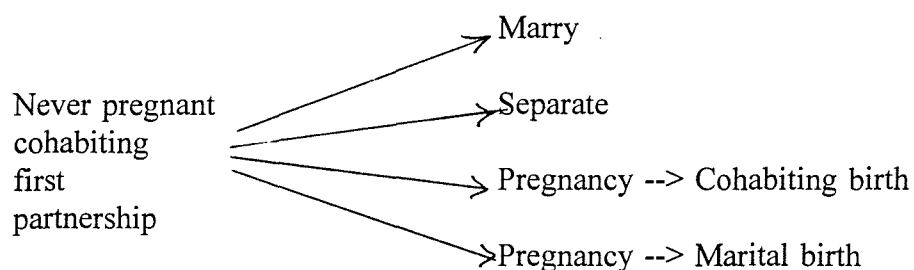 Marry
Separate
Never pregnant
cohabiting
first
partnership
Pregnancy --> Cohabiting birth
Pregnancy --> Marital birth